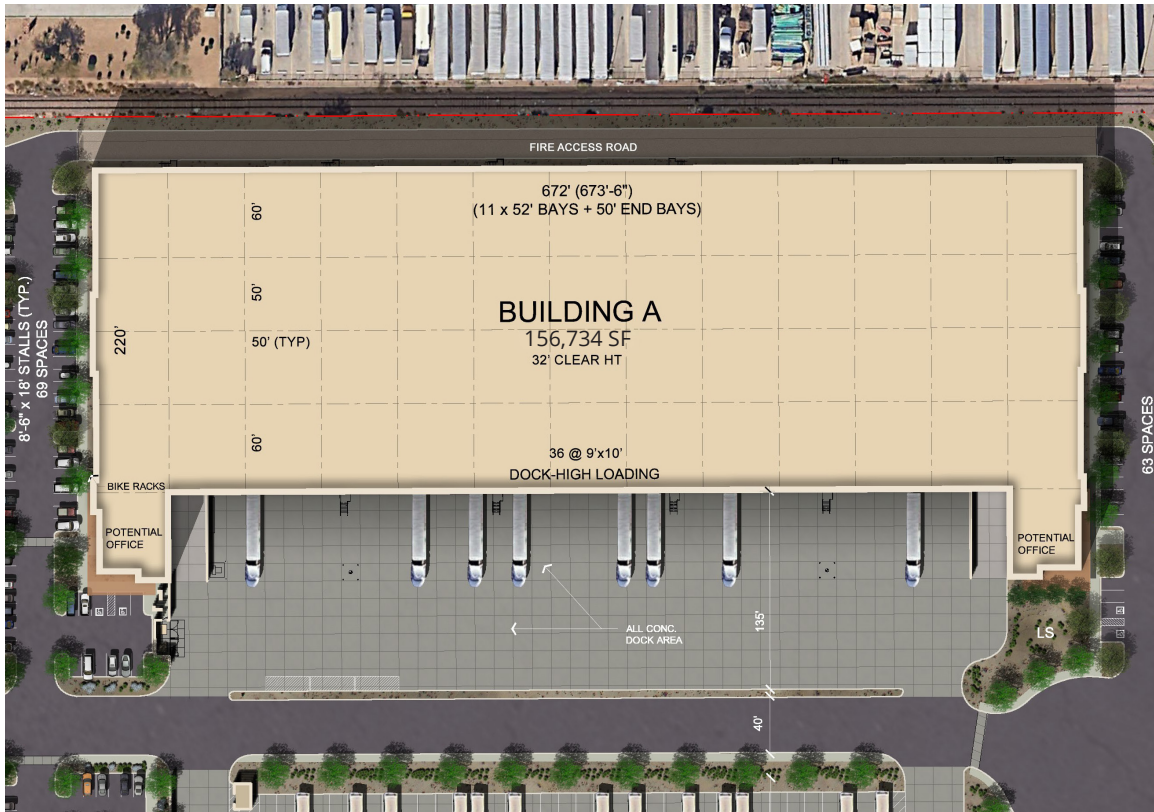 FIRE ACCESS ROAD
672' (673'-6")
(11 x 52' BAYS + 50' END BAYS)
60'
50'
50' (TYP)
220'
60'
BUILDING A
156,734 SF
32' CLEAR HT
8'-6" x 18' STALLS (TYP.)
69 SPACES
63 SPACES
36 @ 9'x10'
DOCK-HIGH LOADING
BIKE RACKS
POTENTIAL
OFFICE
POTENTIAL
OFFICE
ALL CONC.
DOCK AREA
135'
LS
40'